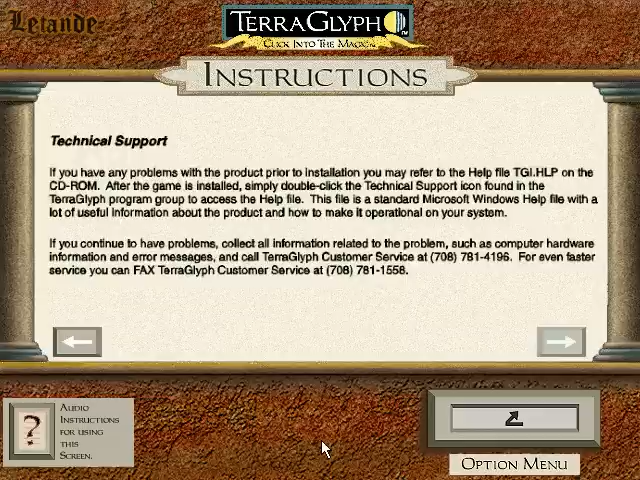 Letande-
TERRAGLYPH
CLICK INTO THE MAGIC
TM
INSTRUCTIONS
Technical Support
If you have any problems with the product prior to installation you may refer to the Help file TGI.HLP on the
CD-ROM. After the game is installed, simply double-click the Technical Support icon found in the
TerraGlyph program group to access the Help file. This file is a standard Microsoft Windows Help file with a
lot of useful information about the product and how to make it operational on your system.
If you continue to have problems, collect all information related to the problem, such as computer hardware
information and error messages, and call TerraGlyph Customer Service at (708) 781-4196. For even faster
service you can FAX TerraGlyph Customer Service at (708) 781-1558.
?
AUDIO
INSTRUCTIONS
FOR USING
THIS
SCREEN.
OPTION MENU